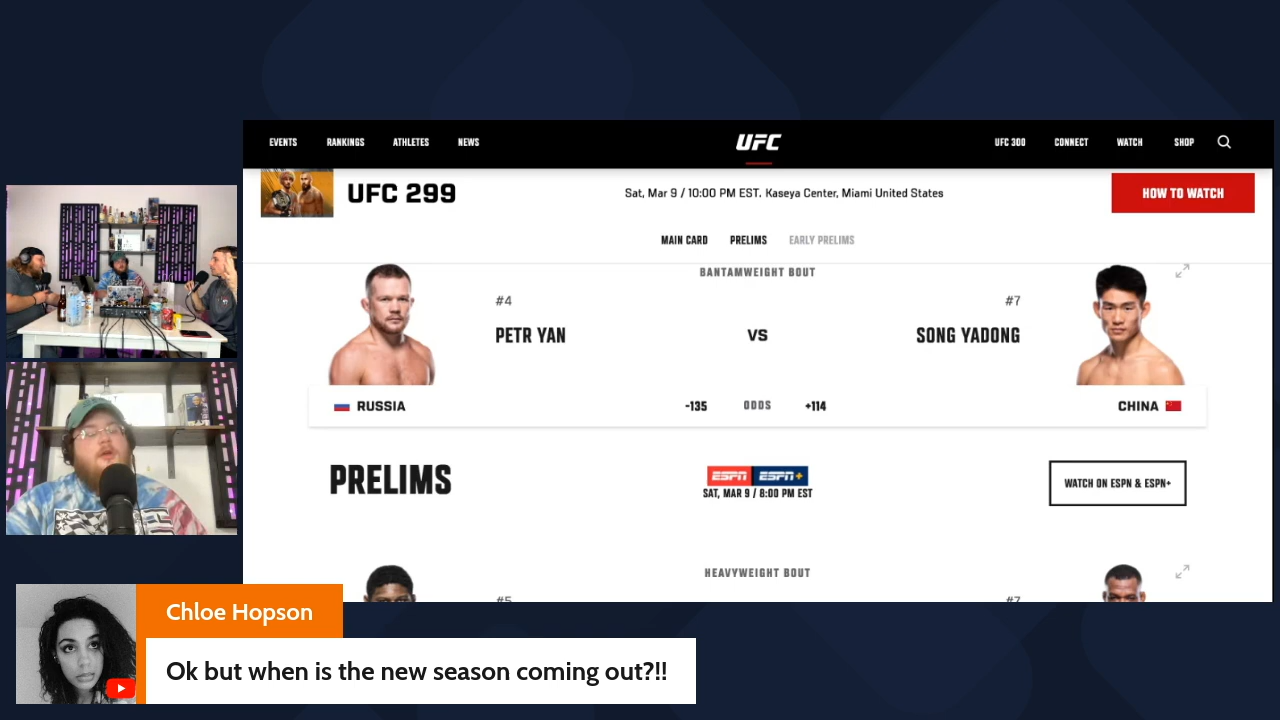 EVENTS RANKINGS ATHLETES NEWS UFC UFC 300 CONNECT WATCH SHOP
UFC 299 Sat, Mar 9 / 10:00 PM EST. Kaseya Center, Miami United States HOW TO WATCH
MAIN CARD PRELIMS EARLY PRELIMS
BANTAMWEIGHT BOUT
#4 #7
PETR YAN VS SONG YADONG
RUSSIA -135 ODDS +114 CHINA
PRELIMS ESPN ESPN+ WATCH ON ESPN & ESPN+
SAT, MAR 9 / 8:00 PM EST
HEAVYWEIGHT BOUT
#5 #7
Chloe Hopson
Ok but when is the new season coming out?!!